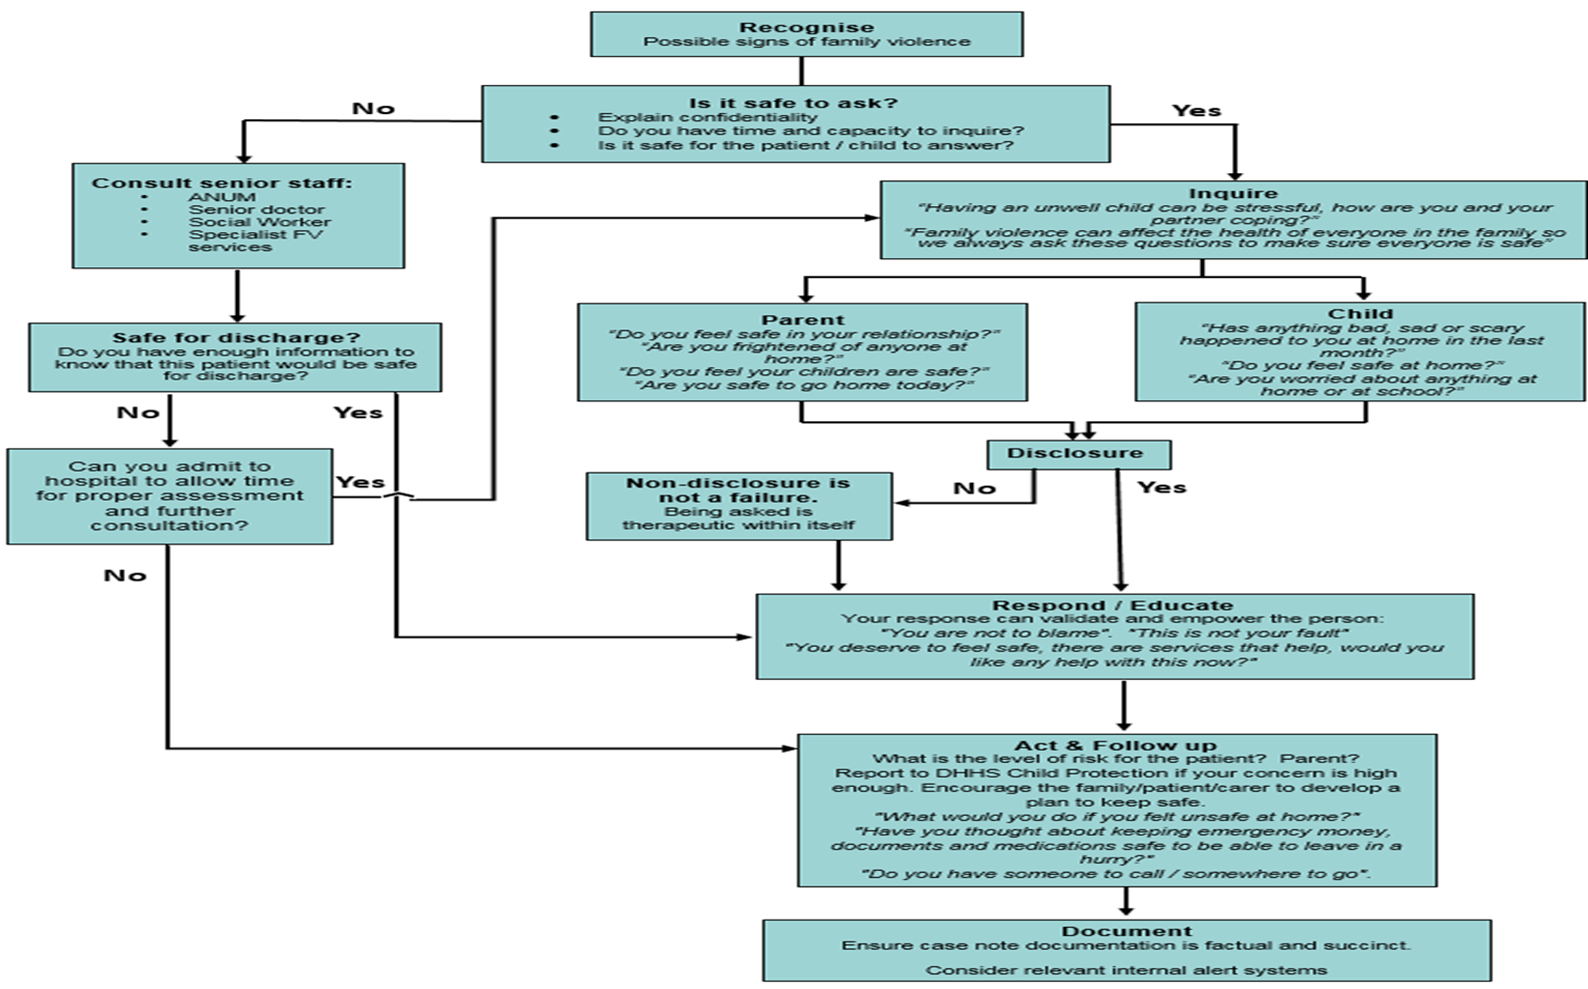 Recognise
Possible signs of family violence
No
Is it safe to ask?
• Explain confidentiality
• Do you have time and capacity to inquire?
• Is it safe for the patient / child to answer?
Yes
Consult senior staff:
• ANUM
• Senior doctor
• Social Worker
• Specialist FV
services
Inquire
"Having an unwell child can be stressful, how are you and your
partner coping?"
"Family violence can affect the health of everyone in the family so
we always ask these questions to make sure everyone is safe"
Safe for discharge?
Do you have enough information to
know that this patient would be safe
for discharge?
Parent
"Do you feel safe in your relationship?"
"Are you frightened of anyone at
home?"
"Do you feel your children are safe?"
"Are you safe to go home today?"
Child
"Has anything bad, sad or scary
happened to you at home in the last
month?"
"Do you feel safe at home?"
"Are you worried about anything at
home or at school?"
No
Yes
Can you admit to
hospital to allow time
for proper assessment
and further
consultation?
Yes
No
Disclosure
No
Yes
Non-disclosure is
not a failure.
Being asked is
therapeutic within itself
Respond / Educate
Your response can validate and empower the person:
"You are not to blame". "This is not your fault"
"You deserve to feel safe, there are services that help, would you
like any help with this now?"
Act & Follow up
What is the level of risk for the patient? Parent?
Report to DHHS Child Protection if your concern is high
enough. Encourage the family/patient/carer to develop a
plan to keep safe.
"What would you do if you felt unsafe at home?"
"Have you thought about keeping emergency money,
documents and medications safe to be able to leave in a
hurry?"
"Do you have someone to call / somewhere to go".
Document
Ensure case note documentation is factual and succinct.
Consider relevant internal alert systems